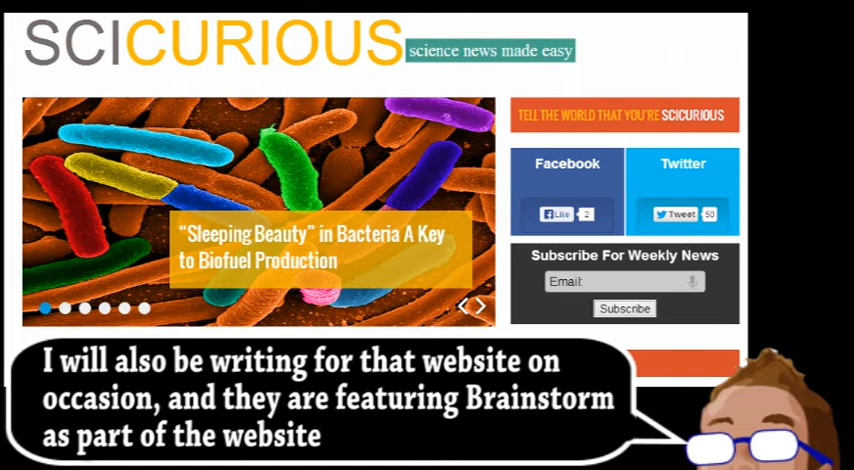 SCICURIOUS science news made easy
TELL THE WORLD THAT YOU'RE SCICURIOUS
Facebook Twitter
Like 2 Tweet 50
"Sleeping Beauty" in Bacteria A Key
to Biofuel Production
Subscribe For Weekly News
Email:
Subscribe
I will also be writing for that website on
occasion, and they are featuring Brainstorm
as part of the website